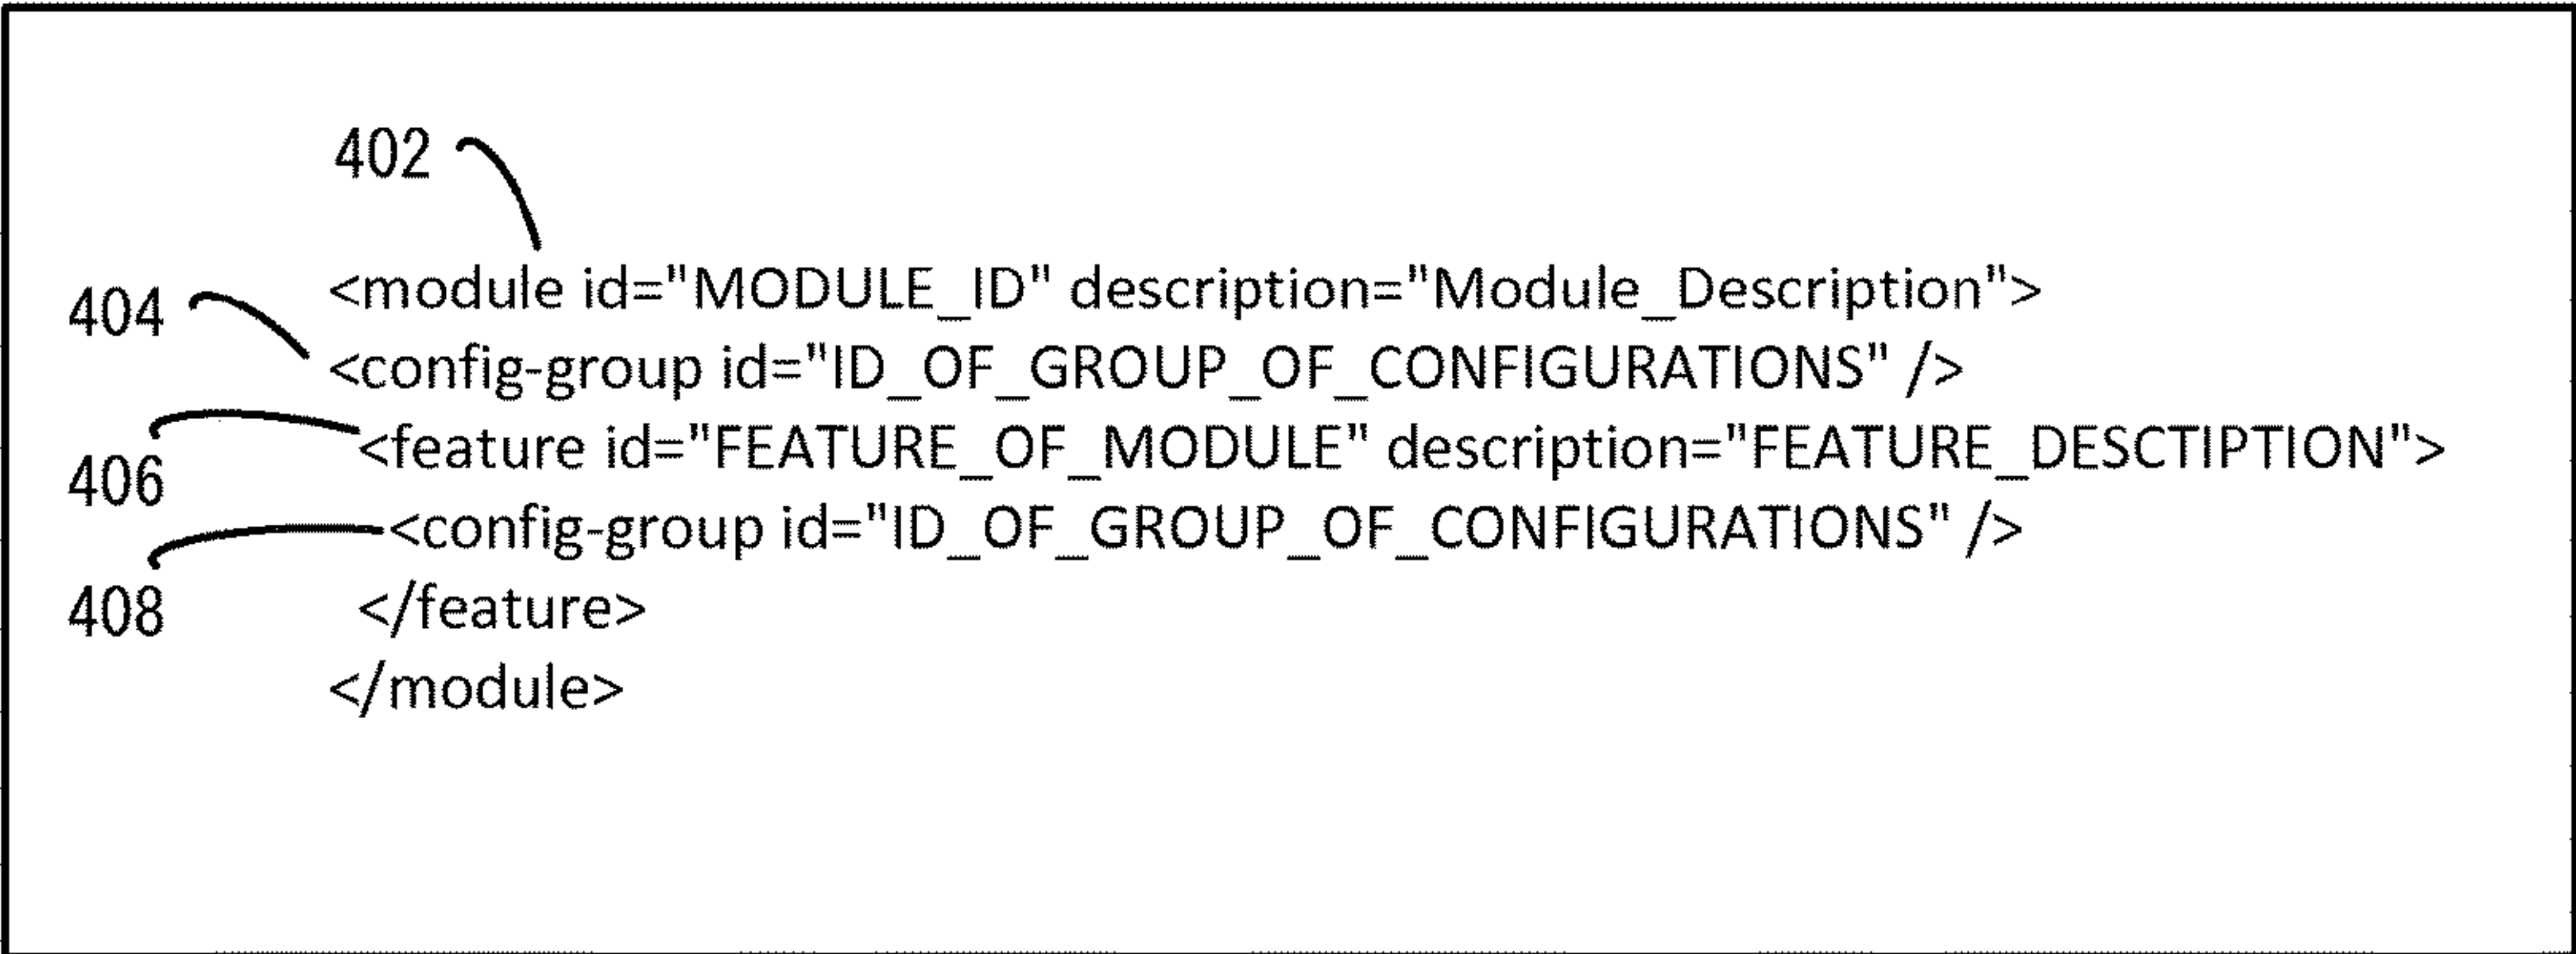 402
<module id="MODULE_ID" description="Module_Description">
404
<config-group id="ID_OF_GROUP_OF_CONFIGURATIONS" />
<feature id="FEATURE_OF_MODULE" description="FEATURE_DESCTIPTION">
406
<config-group id="ID_OF_GROUP_OF_CONFIGURATIONS" />
408
</feature>
</module>